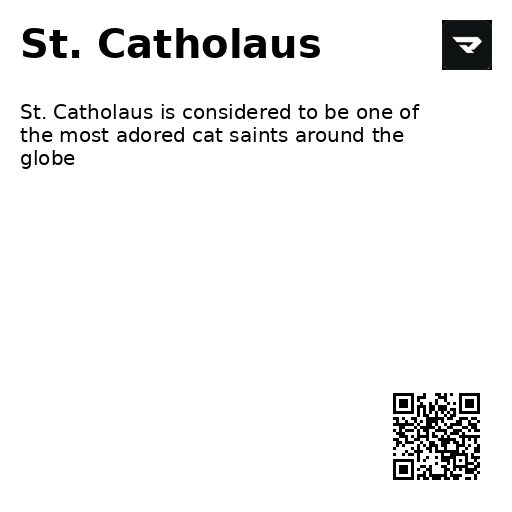 St. Catholaus
St. Catholaus is considered to be one of
the most adored cat saints around the
globe